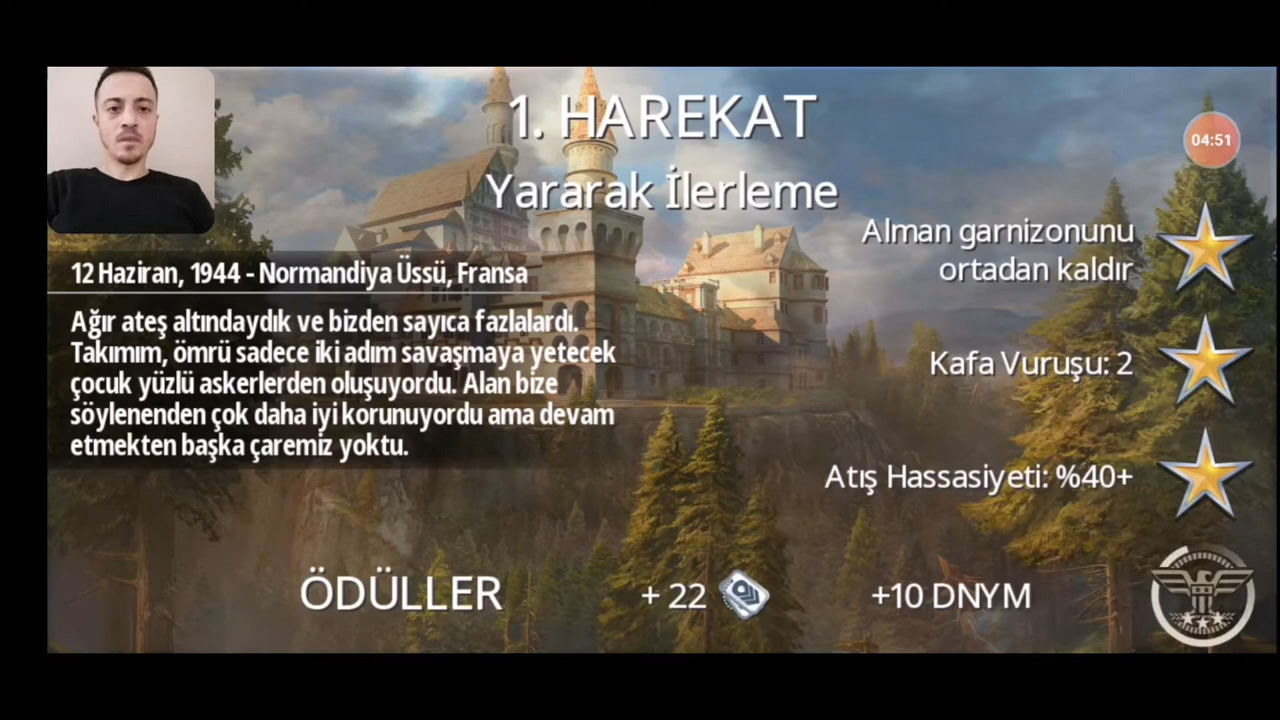 1. HAREKAT
04:51
Yararak İlerleme
Alman garnizonunu
ortadan kaldır
12 Haziran, 1944 - Normandiya Üssü, Fransa
Ağır ateş altındaydık ve bizden sayıca fazlalardı.
Takımım, ömrü sadece iki adım savaşmaya yetecek
çocuk yüzlü askerlerden oluşuyordu. Alan bize
söylenenden çok daha iyi korunuyordu ama devam
etmekten başka çaremiz yoktu.
Kafa Vuruşu: 2
Atış Hassasiyeti: %40+
ÖDÜLLER
+ 22
+10 DNYM